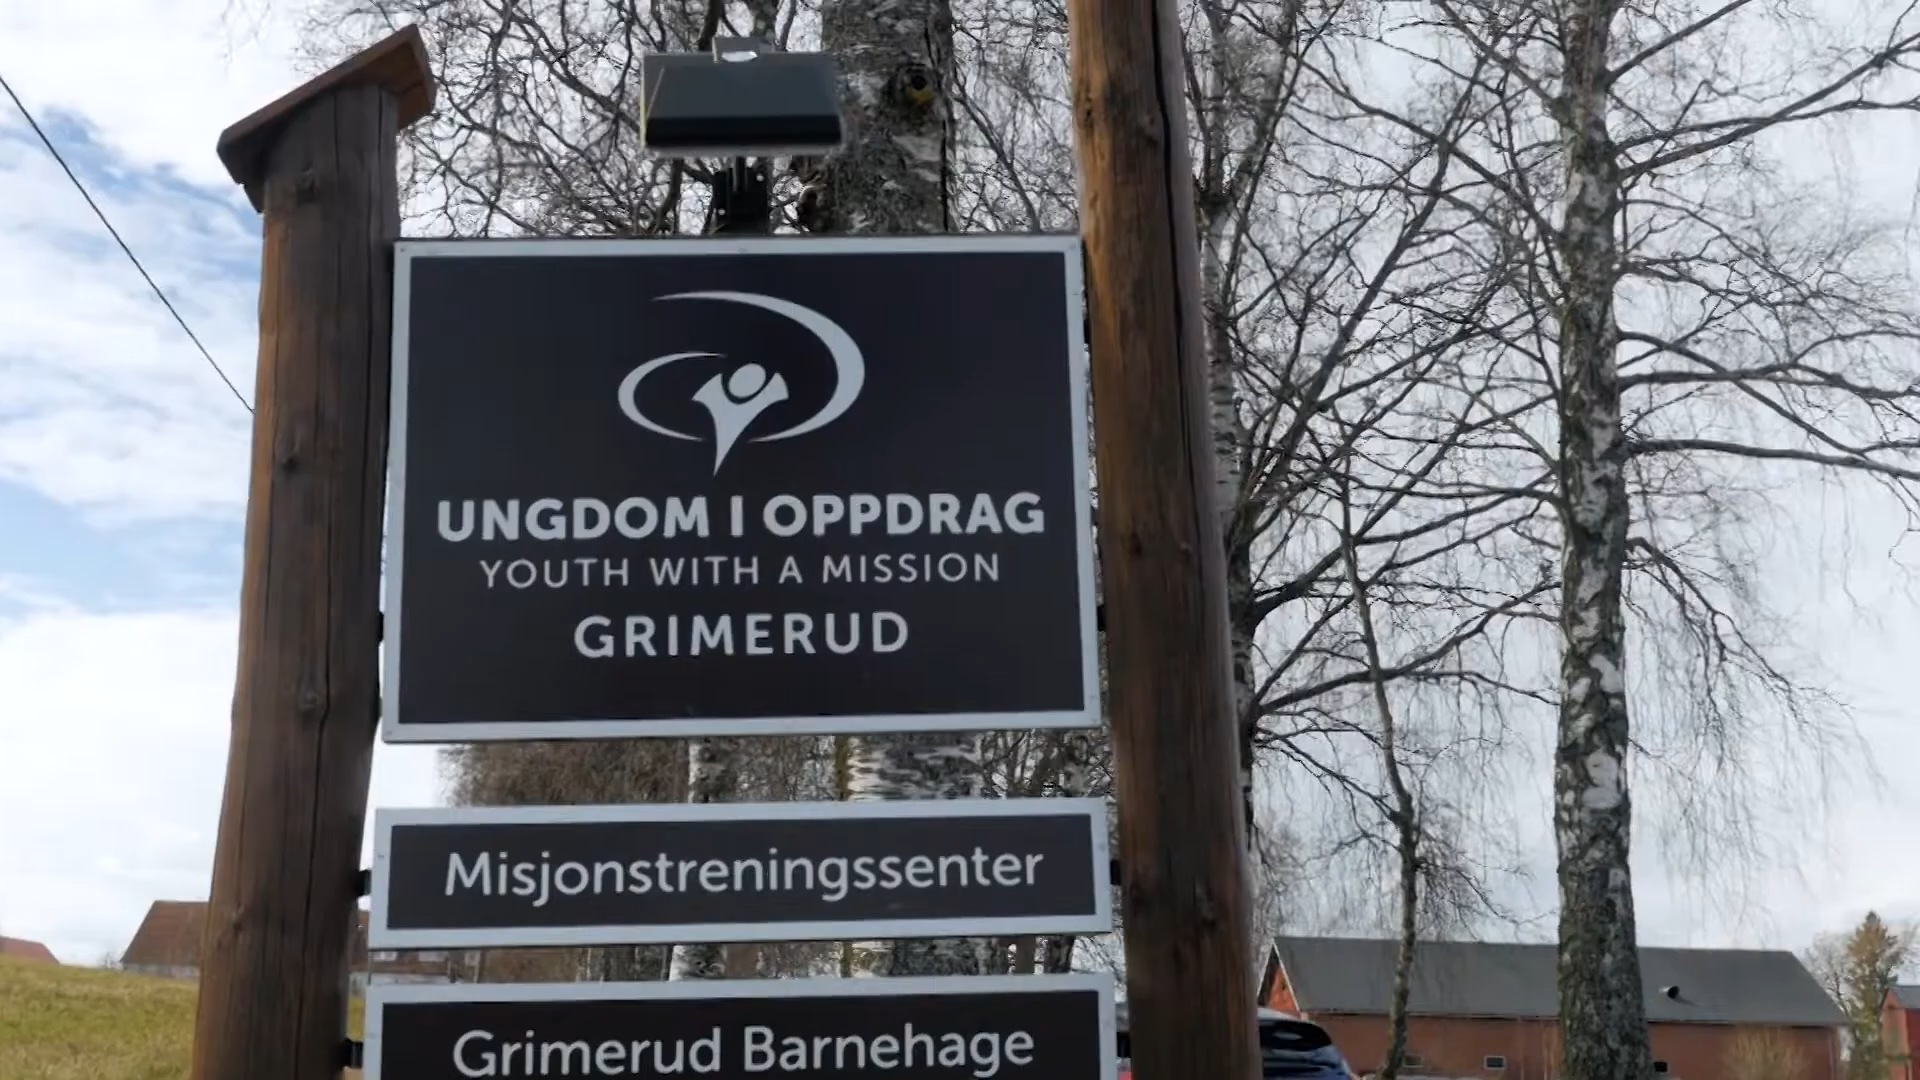 UNGDOM I OPPDRAG
YOUTH WITH A MISSION
GRIMERUD
Misjonstreningssenter
Grimerud Barnehage